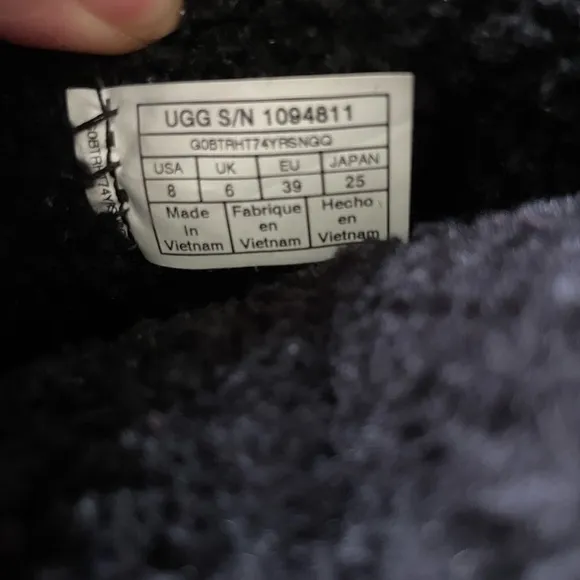 UGG S/N 1094811
G0BTRHT74YRSNGQ
USA UK EU JAPAN
8 6 39 25
Made Fabrique Hecho
In en en
Vietnam Vietnam Vietnam